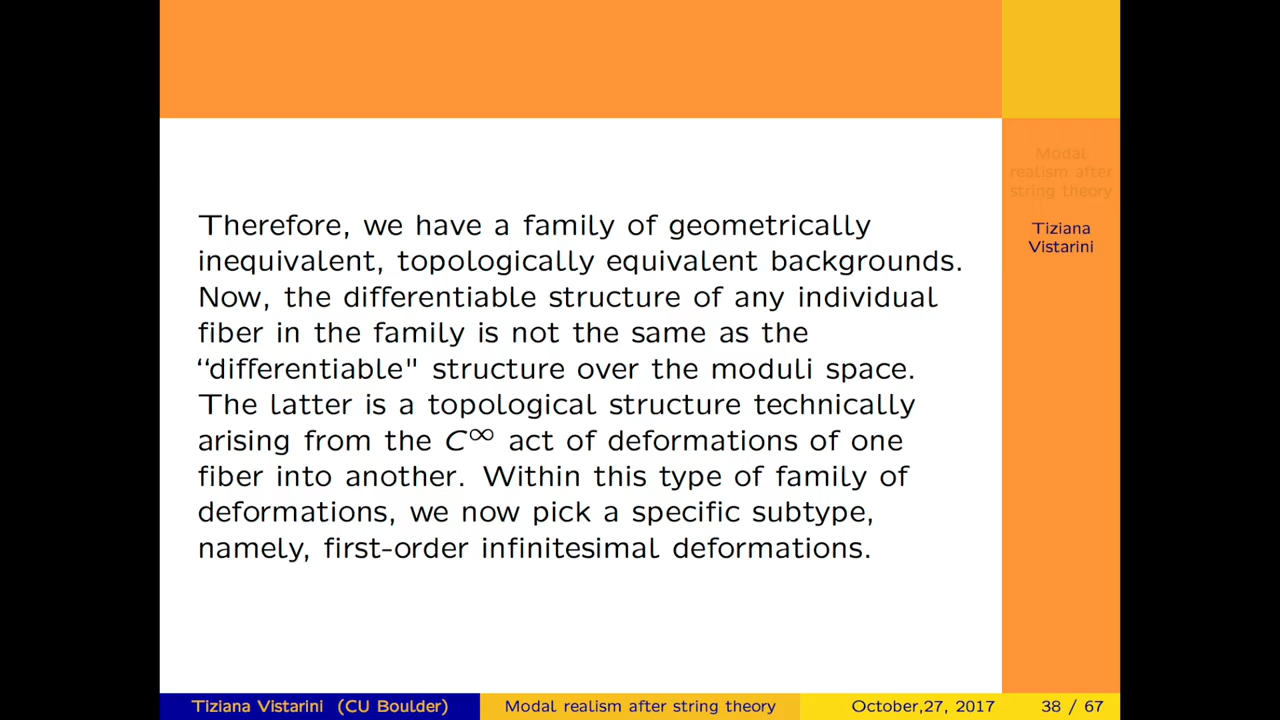 Therefore, we have a family of geometrically
inequivalent, topologically equivalent backgrounds.
Now, the differentiable structure of any individual
fiber in the family is not the same as the
“differentiable" structure over the moduli space.
The latter is a topological structure technically
arising from the C∞ act of deformations of one
fiber into another. Within this type of family of
deformations, we now pick a specific subtype,
namely, first-order infinitesimal deformations.
Modal
realism after
string theory
Tiziana
Vistarini
Tiziana Vistarini (CU Boulder)
Modal realism after string theory
October,27, 2017
38 / 67